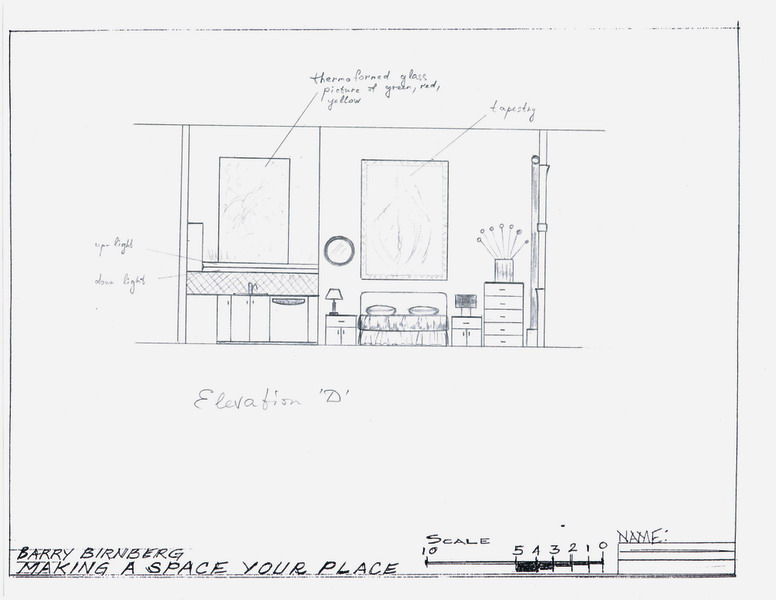 thermoformed glass
picture of green, red,
yellow
tapestry
up light
down light
Elevation 'D'
BARRY BIRNBERG
MAKING A SPACE YOUR PLACE
SCALE
10 5 4 3 2 1 0
NAME: